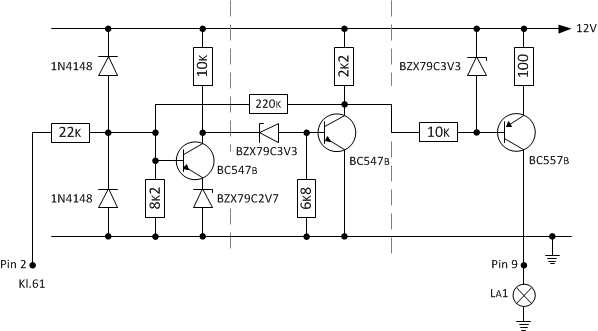 12V
1N4148
10K
2K2
BZX79C3V3
100
220K
22K
10K
BZX79C3V3
BC547B
BC547B
BC557B
1N4148
8K2
BZX79C2V7
6K8
Pin 2
Kl.61
Pin 9
LA1